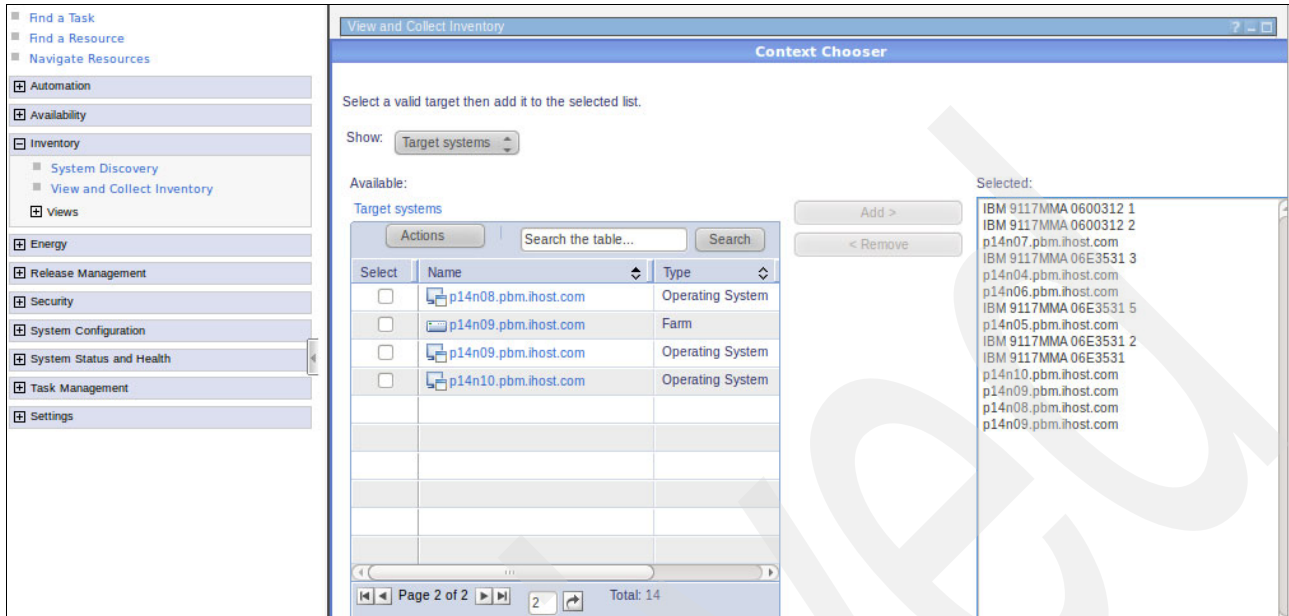 Find a Task
Find a Resource
Navigate Resources
Automation
Availability
Inventory
System Discovery
View and Collect Inventory
Views
Energy
Release Management
Security
System Configuration
System Status and Health
Task Management
Settings
View and Collect Inventory
Context Chooser
Select a valid target then add it to the selected list.
Show: Target systems
Available:
Target systems
Actions Search the table... Search
Select Name Type
p14n08.pbm.ihost.com Operating System
p14n09.pbm.ihost.com Farm
p14n09.pbm.ihost.com Operating System
p14n10.pbm.ihost.com Operating System
Page 2 of 2 2 Total: 14
Add >
< Remove
Selected:
IBM 9117MMA 0600312 1
IBM 9117MMA 0600312 2
p14n07.pbm.ihost.com
IBM 9117MMA 06E3531 3
p14n04.pbm.ihost.com
p14n06.pbm.ihost.com
IBM 9117MMA 06E3531 5
p14n05.pbm.ihost.com
IBM 9117MMA 06E3531 2
IBM 9117MMA 06E3531
p14n10.pbm.ihost.com
p14n09.pbm.ihost.com
p14n08.pbm.ihost.com
p14n09.pbm.ihost.com